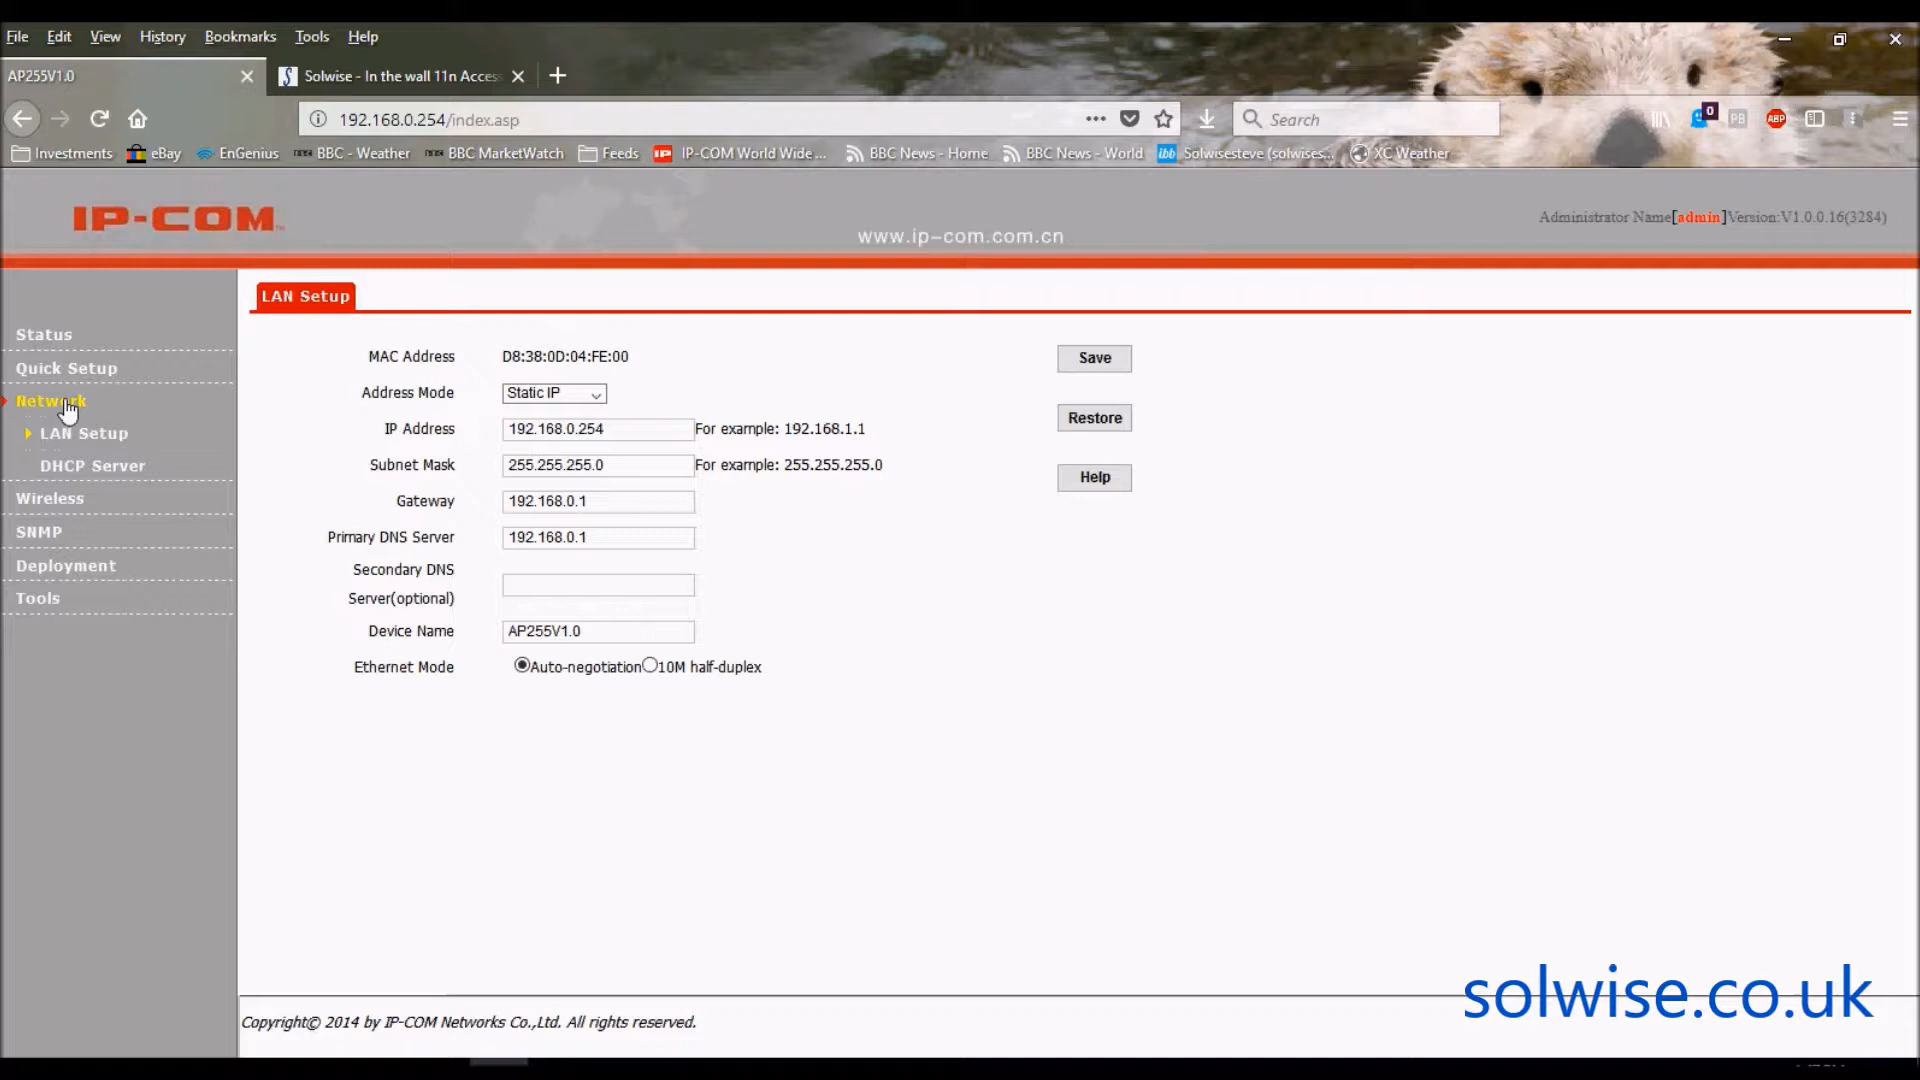 File Edit View History Bookmarks Tools Help
AP255V1.0 Solwise - In the wall 11n Acces
192.168.0.254/index.asp Search 0 PB ABP
Investments eBay EnGenius BBC - Weather BBC MarketWatch Feeds IP IP-COM World Wide ... BBC News - Home BBC News - World ibb Solwisesteve (solwises... XC Weather
IP-COM™
www.ip-com.com.cn
Administrator Name[admin]Version:V1.0.0.16(3284)
Status
Quick Setup
Network
LAN Setup
DHCP Server
Wireless
SNMP
Deployment
Tools
LAN Setup
MAC Address D8:38:0D:04:FE:00
Address Mode Static IP
IP Address 192.168.0.254 For example: 192.168.1.1
Subnet Mask 255.255.255.0 For example: 255.255.255.0
Gateway 192.168.0.1
Primary DNS Server 192.168.0.1
Secondary DNS
Server(optional)
Device Name AP255V1.0
Ethernet Mode Auto-negotiation 10M half-duplex
Save
Restore
Help
solwise.co.uk
Copyright© 2014 by IP-COM Networks Co.,Ltd. All rights reserved.